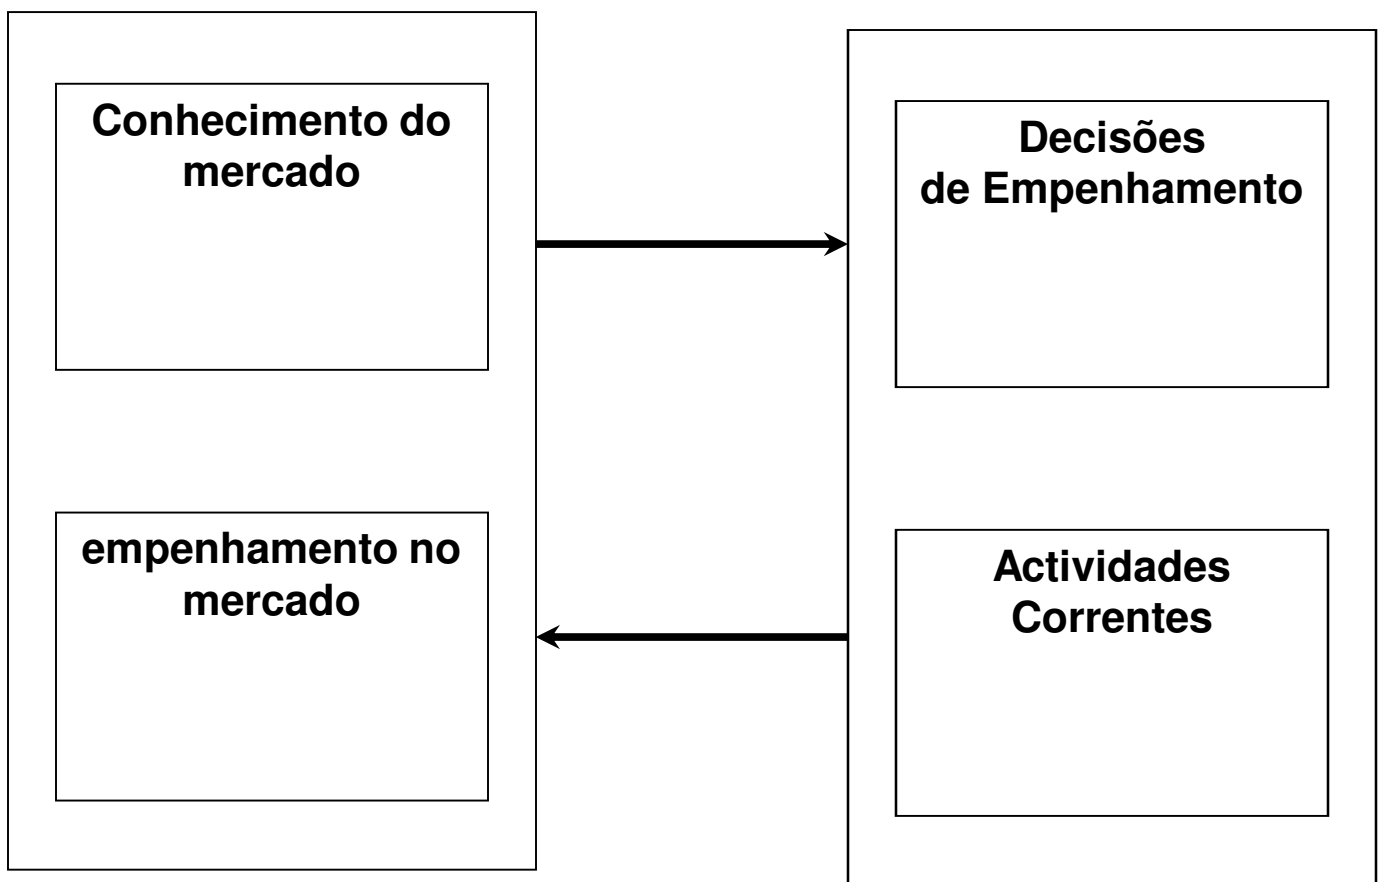 Conhecimento do
mercado
Decisões
de Empenhamento
empenhamento no
mercado
Actividades
Correntes